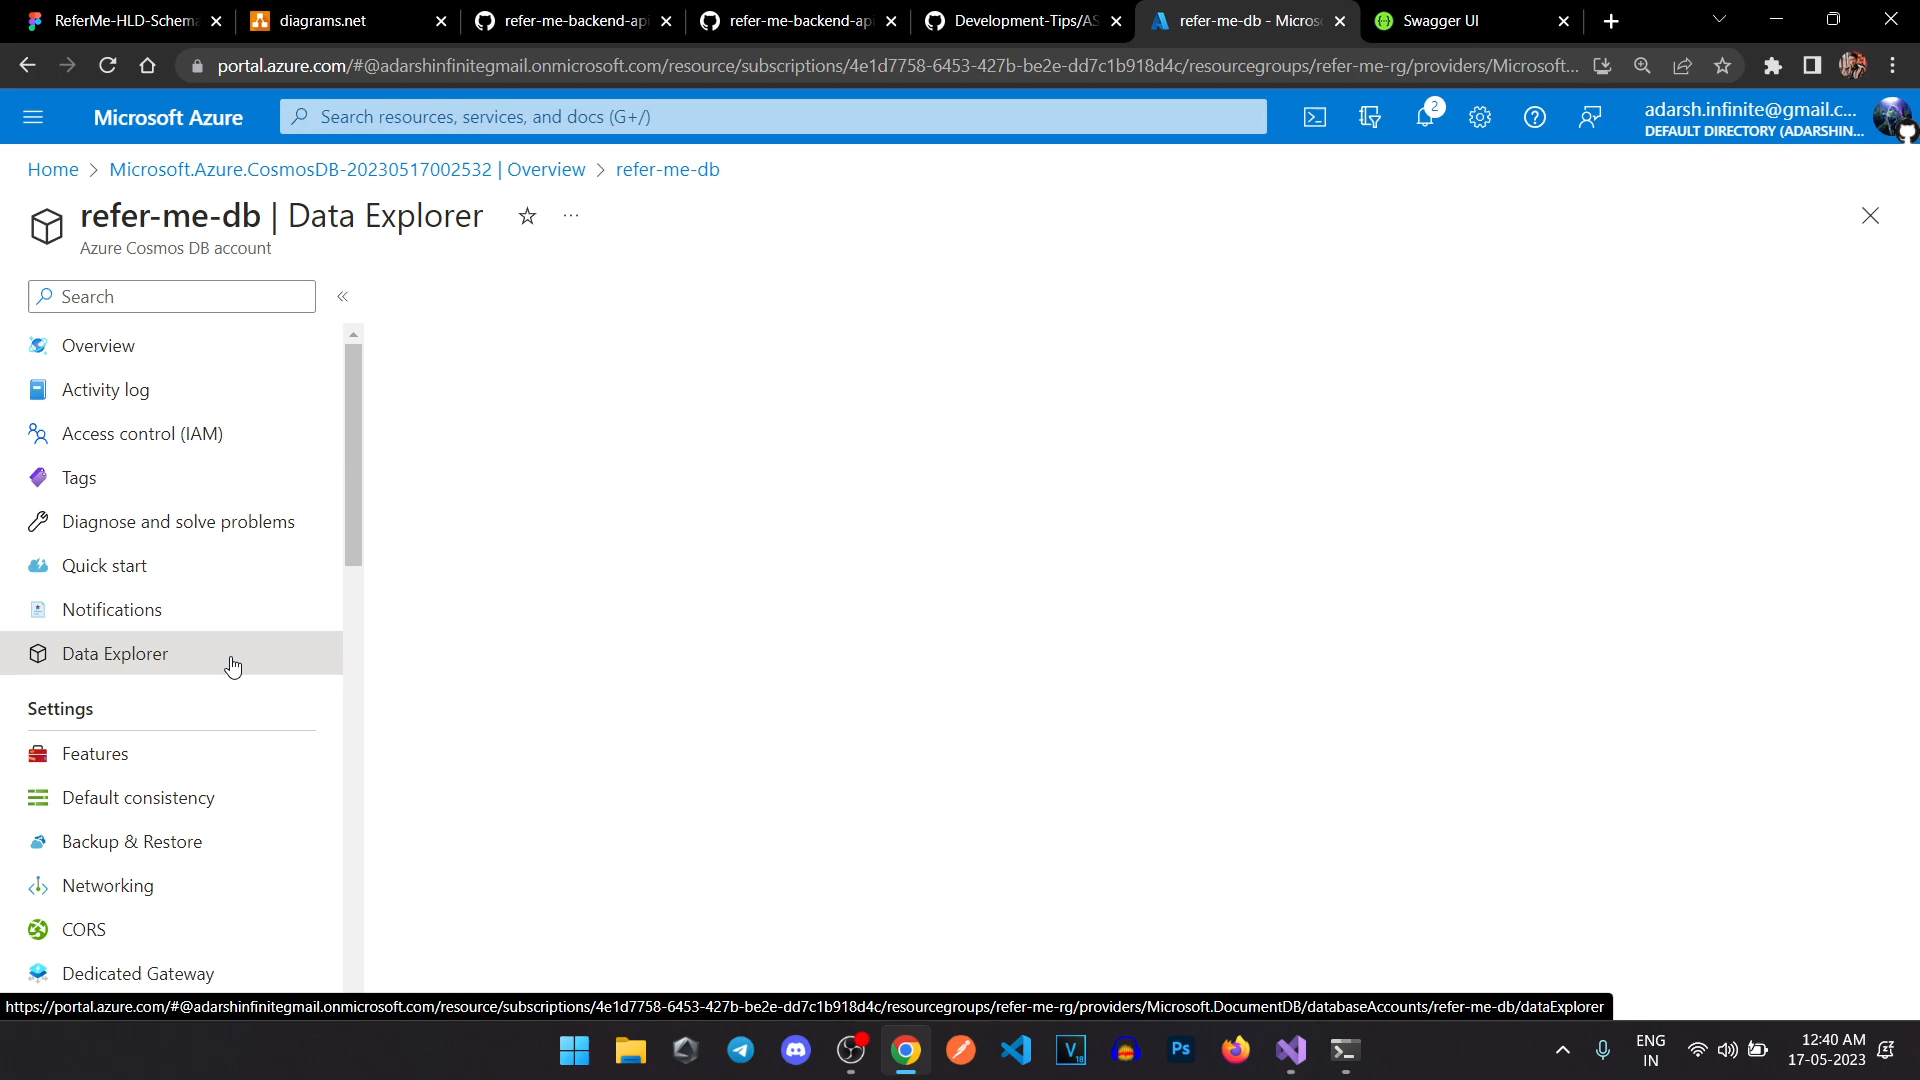 ReferMe-HLD-Schema
diagrams.net
refer-me-backend-api
refer-me-backend-api
Development-Tips/AS
refer-me-db - Micros
Swagger UI
portal.azure.com/#@adarshinfinitegmail.onmicrosoft.com/resource/subscriptions/4e1d7758-6453-427b-be2e-dd7c1b918d4c/resourcegroups/refer-me-rg/providers/Microsoft...
Microsoft Azure
Search resources, services, and docs (G+/)
2
adarsh.infinite@gmail.c...
DEFAULT DIRECTORY (ADARSHIN...
Home > Microsoft.Azure.CosmosDB-20230517002532 | Overview > refer-me-db
refer-me-db | Data Explorer
Azure Cosmos DB account
Search
Overview
Activity log
Access control (IAM)
Tags
Diagnose and solve problems
Quick start
Notifications
Data Explorer
Settings
Features
Default consistency
Backup & Restore
Networking
CORS
Dedicated Gateway
https://portal.azure.com/#@adarshinfinitegmail.onmicrosoft.com/resource/subscriptions/4e1d7758-6453-427b-be2e-dd7c1b918d4c/resourcegroups/refer-me-rg/providers/Microsoft.DocumentDB/databaseAccounts/refer-me-db/dataExplorer
V
18
Ps
ENG
IN
12:40 AM
17-05-2023